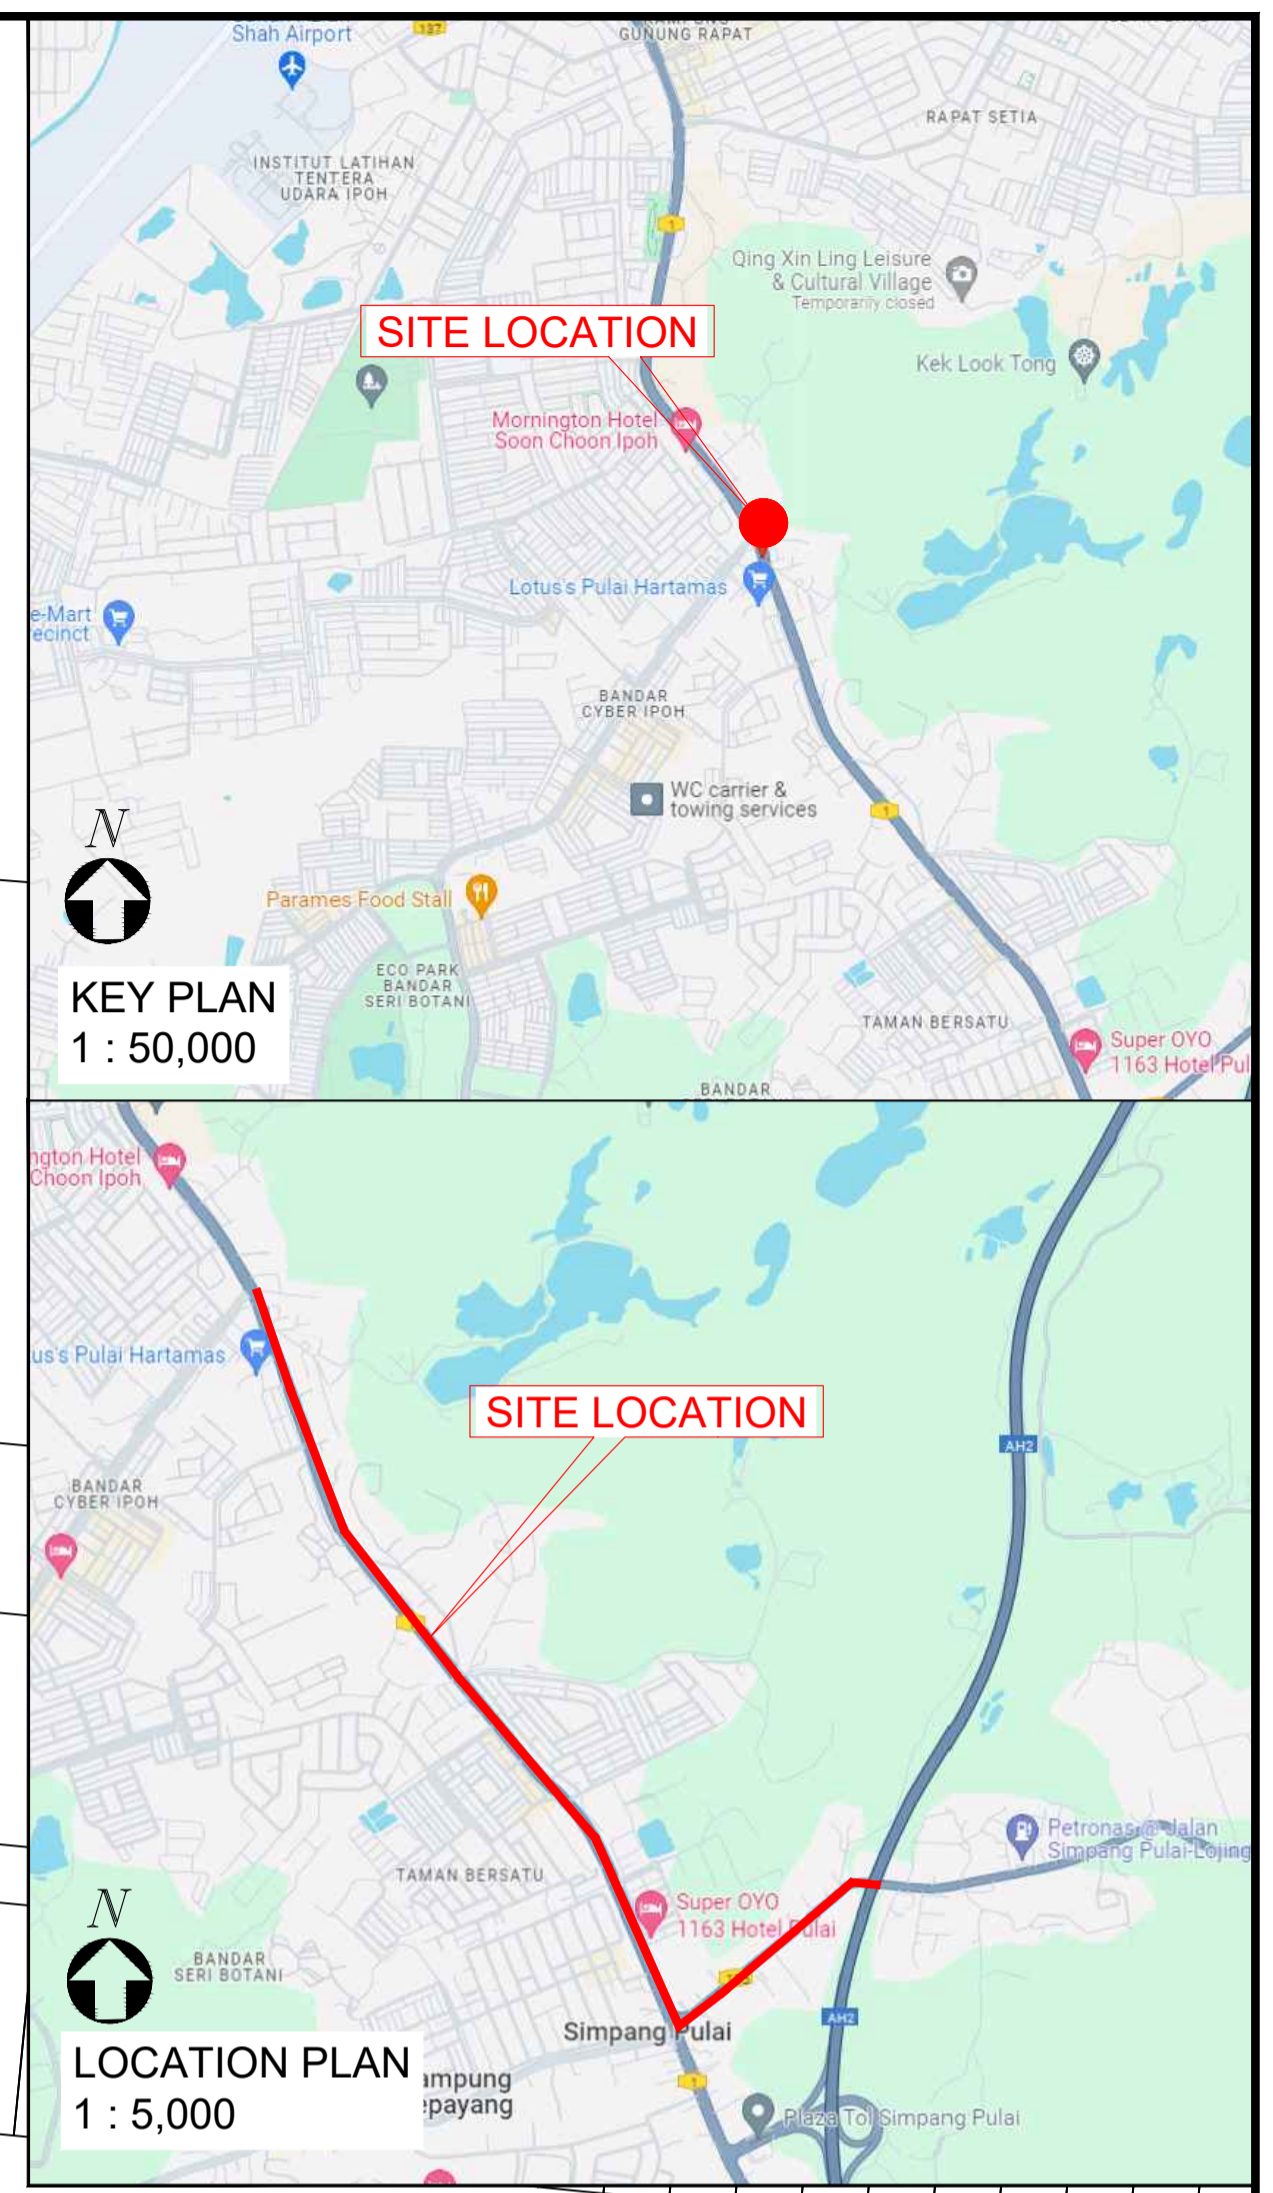 Shah Airport
137
GUNUNG RAPAT
RAPAT SETIA
INSTITUT LATIHAN
TENTERA
UDARA IPOH
1
Qing Xin Ling Leisure
& Cultural Village
Temporarily closed
SITE LOCATION
Kek Look Tong
Mornington Hotel
Soon Choon Ipoh
Lotus's Pulai Hartamas
e-Mart
recinct
BANDAR
CYBER IPOH
WC carrier &
towing services
1
N
Parames Food Stall
ECO PARK
BANDAR
SERI BOTANI
KEY PLAN
1 : 50,000
TAMAN BERSATU
Super OYO
1163 Hotel Pul
BANDAR
ngton Hotel
Choon Ipoh
us's Pulai Hartamas
SITE LOCATION
AH2
BANDAR
CYBER IPOH
Petronas @ Jalan
Simpang Pulai-Lojing
TAMAN BERSATU
Super OYO
1163 Hotel Pulai
N
BANDAR
SERI BOTANI
AH2
Simpang Pulai
LOCATION PLAN
1 : 5,000
ampung
epayang
1
Plaza Tol Simpang Pulai